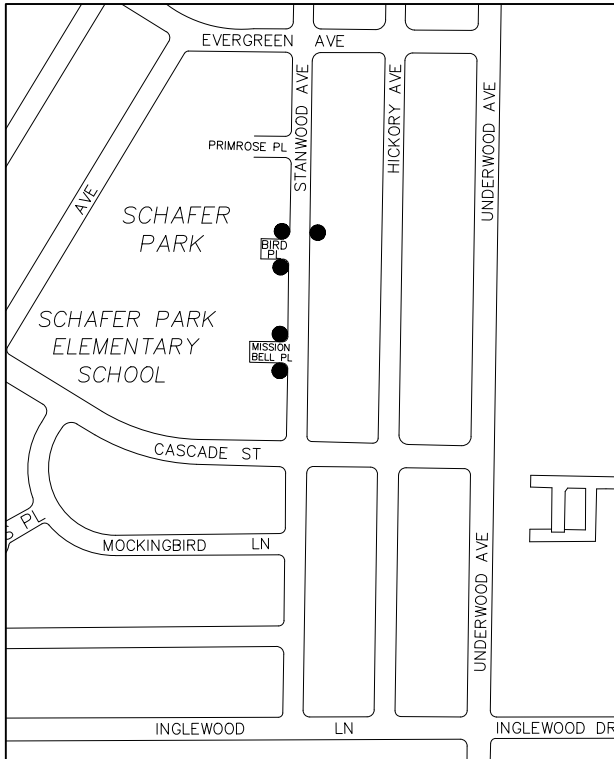 EVERGREEN AVE
STANWOOD AVE
HICKORY AVE
UNDERWOOD AVE
PRIMROSE PL
AVE
SCHAFER
PARK
BIRD
PL
SCHAFER PARK
ELEMENTARY
SCHOOL
MISSION
BELL PL
CASCADE ST
S PL
MOCKINGBIRD LN
UNDERWOOD AVE
INGLEWOOD LN
INGLEWOOD DR